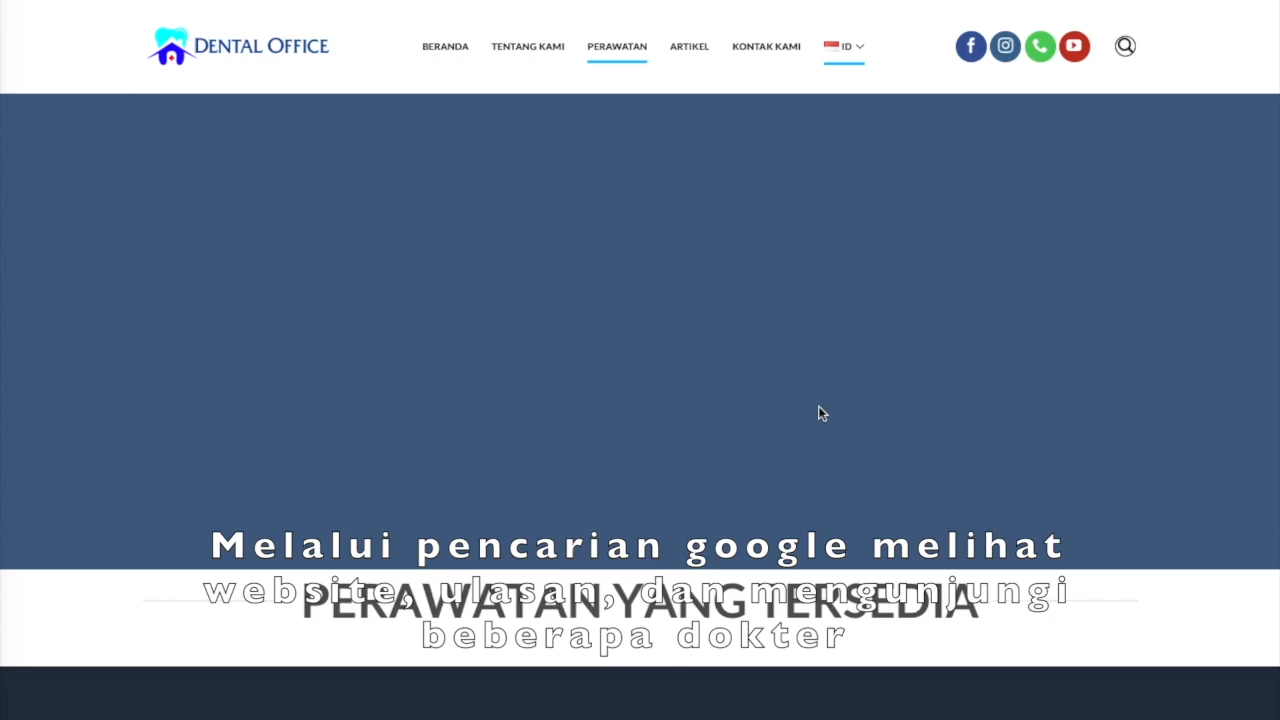 DENTAL OFFICE
BERANDA TENTANG KAMI PERAWATAN ARTIKEL KONTAK KAMI ID
Melalui pencarian google melihat
website, ulasan, dan mengunjungi
PERAWATAN YANG TERSEDIA
beberapa dokter